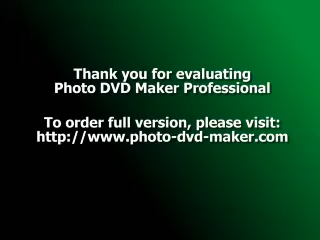 Thank you for evaluating
Photo DVD Maker Professional
To order full version, please visit:
http://www.photo-dvd-maker.com